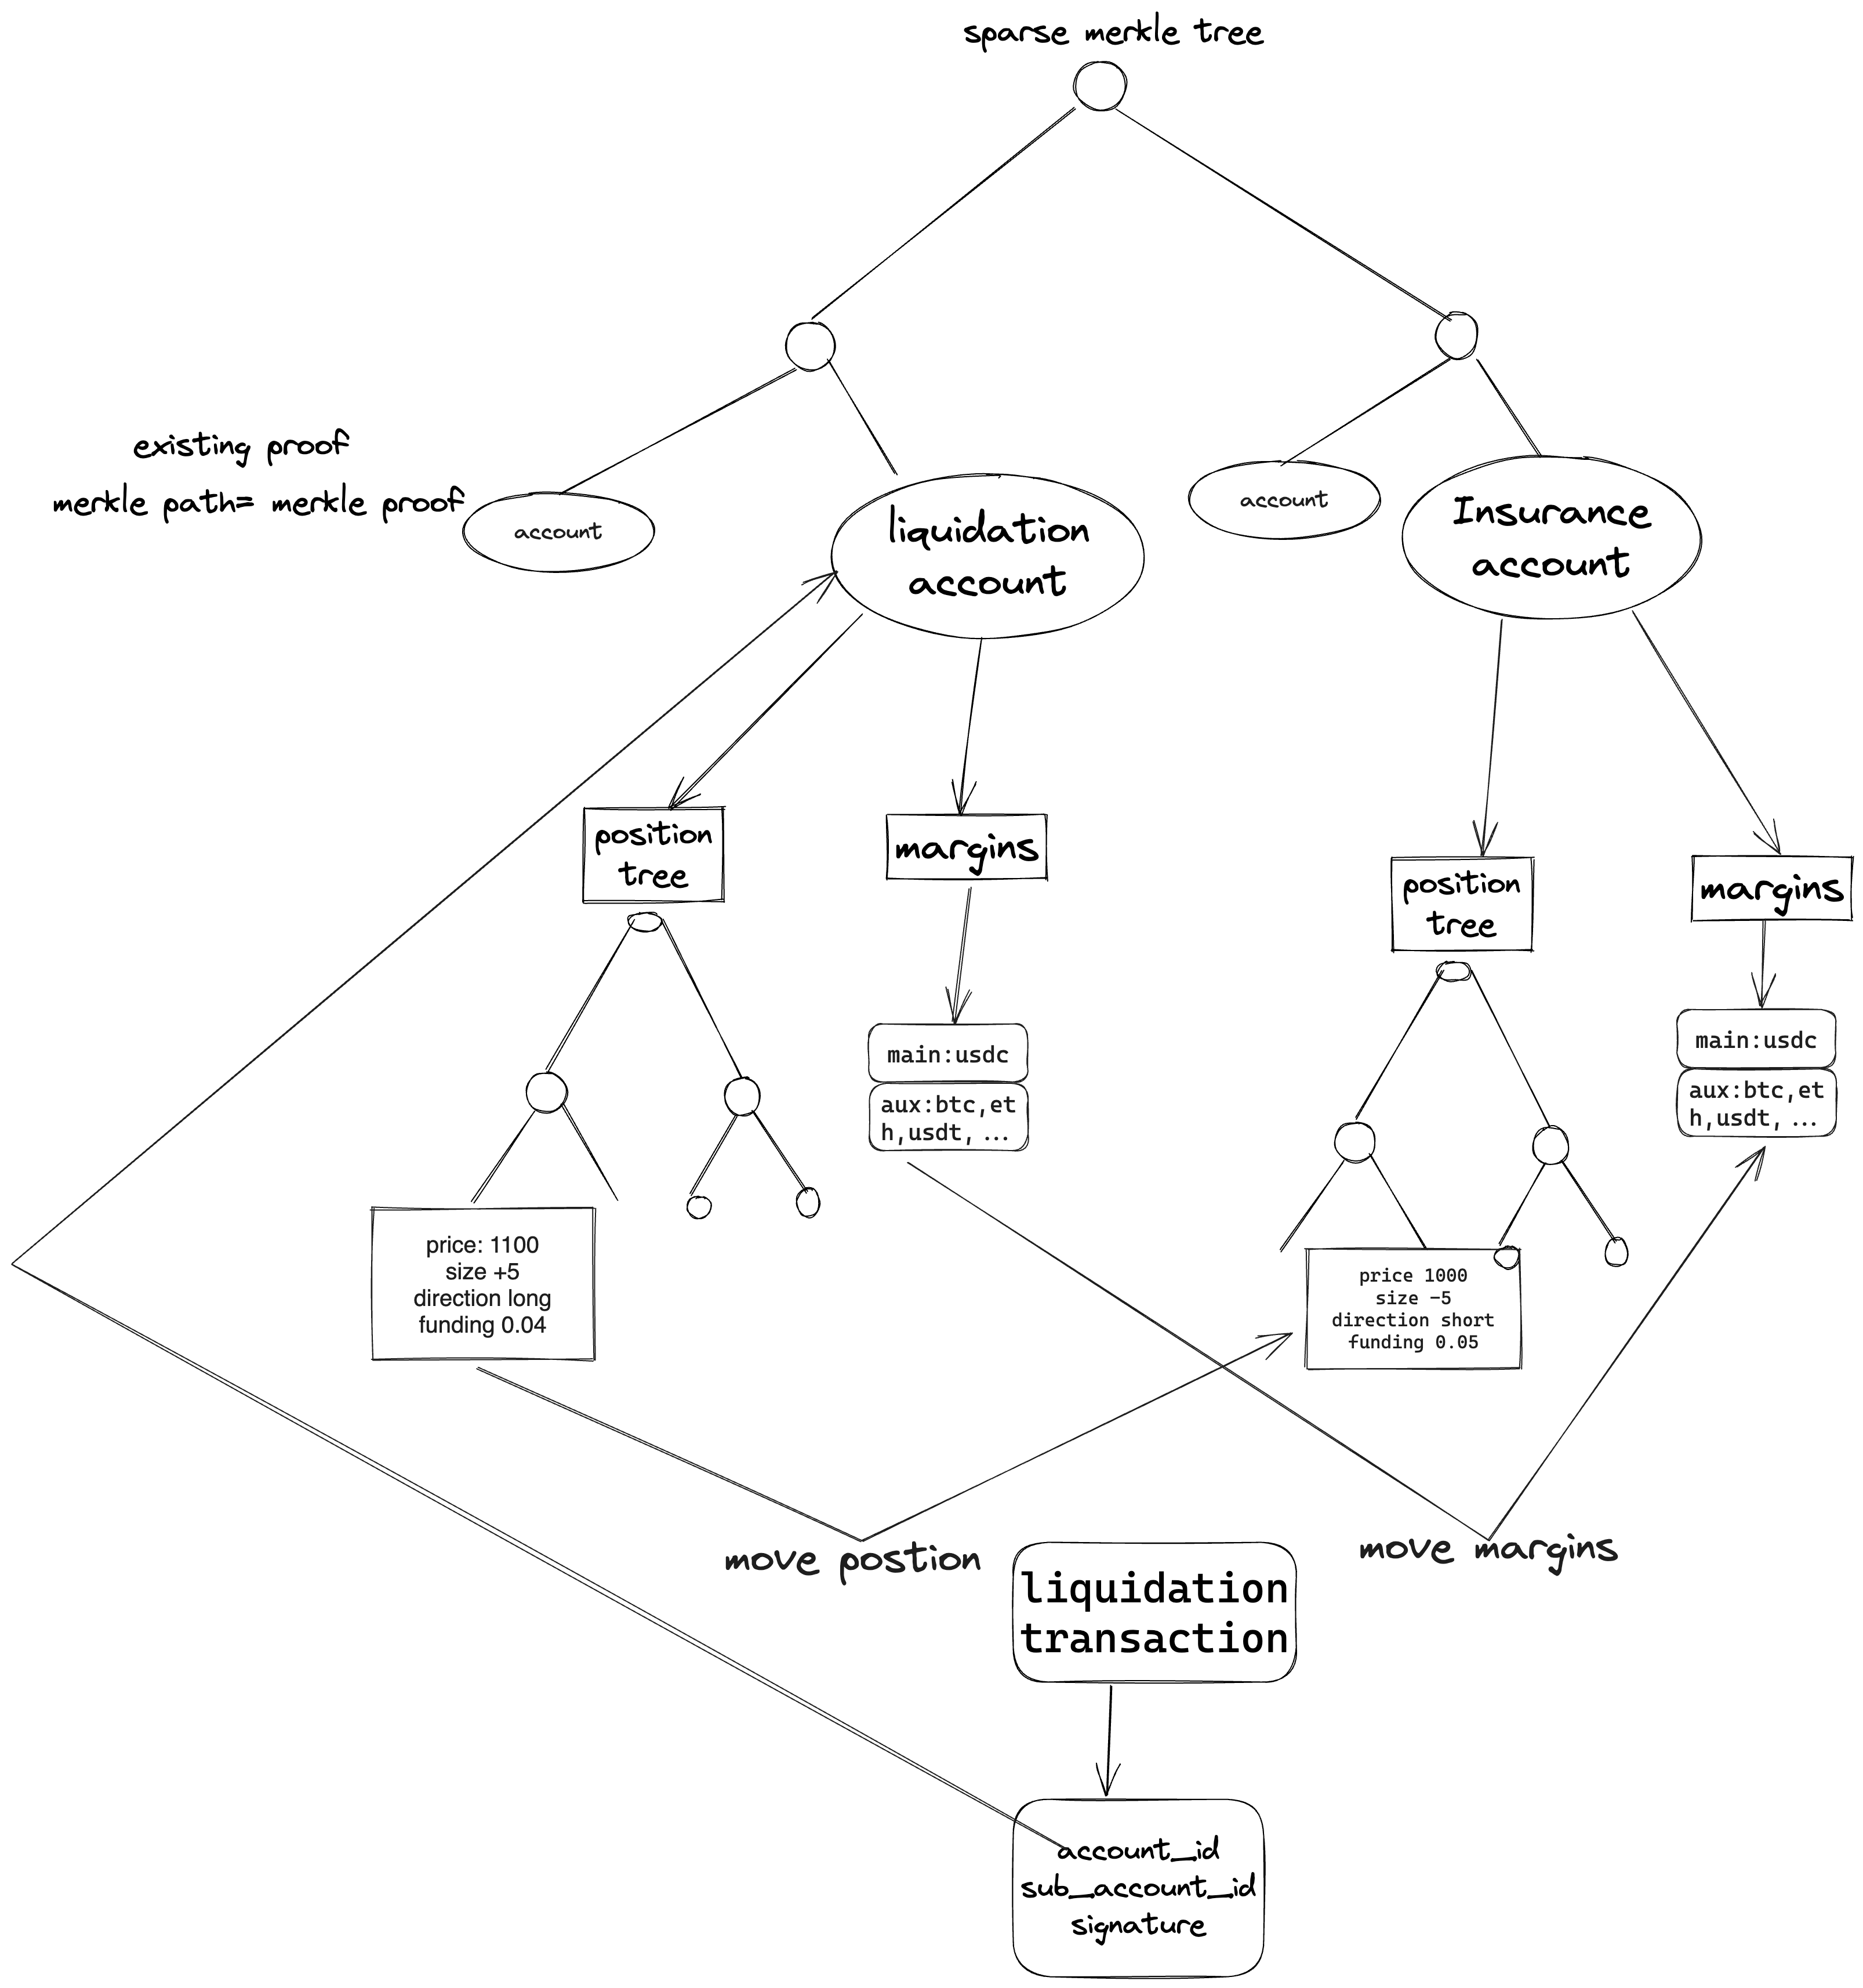 sparse merkle tree
existing proof
merkle path= merkle proof
account
liquidation
account
account
Insurance
account
position
tree
margins
position
tree
margins
main:usdc
aux:btc,et
h,usdt, ...
main:usdc
aux:btc,et
h,usdt, ...
price: 1100
size +5
direction long
funding 0.04
price 1000
size -5
direction short
funding 0.05
move postion
move margins
liquidation
transaction
account_id
sub_account_id
signature